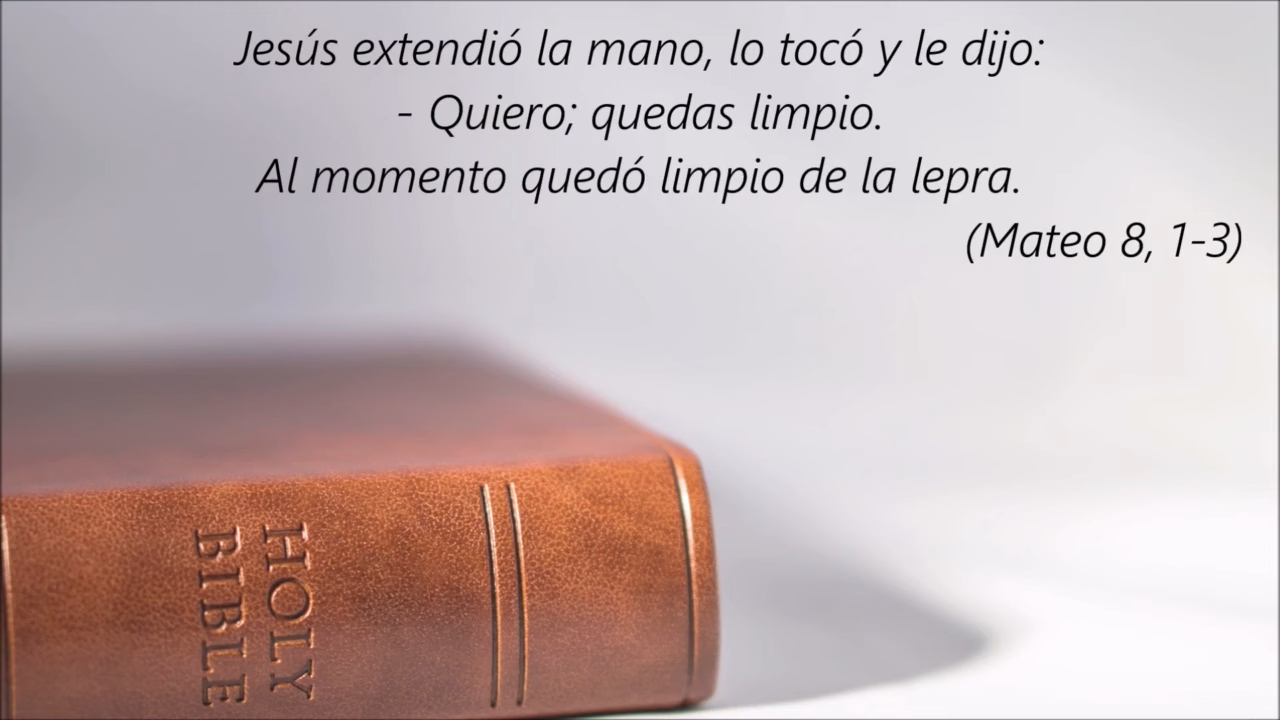 Jesús extendió la mano, lo tocó y le dijo:
- Quiero; quedas limpio.
Al momento quedó limpio de la lepra.
(Mateo 8, 1-3)
HOLY
BIBLE